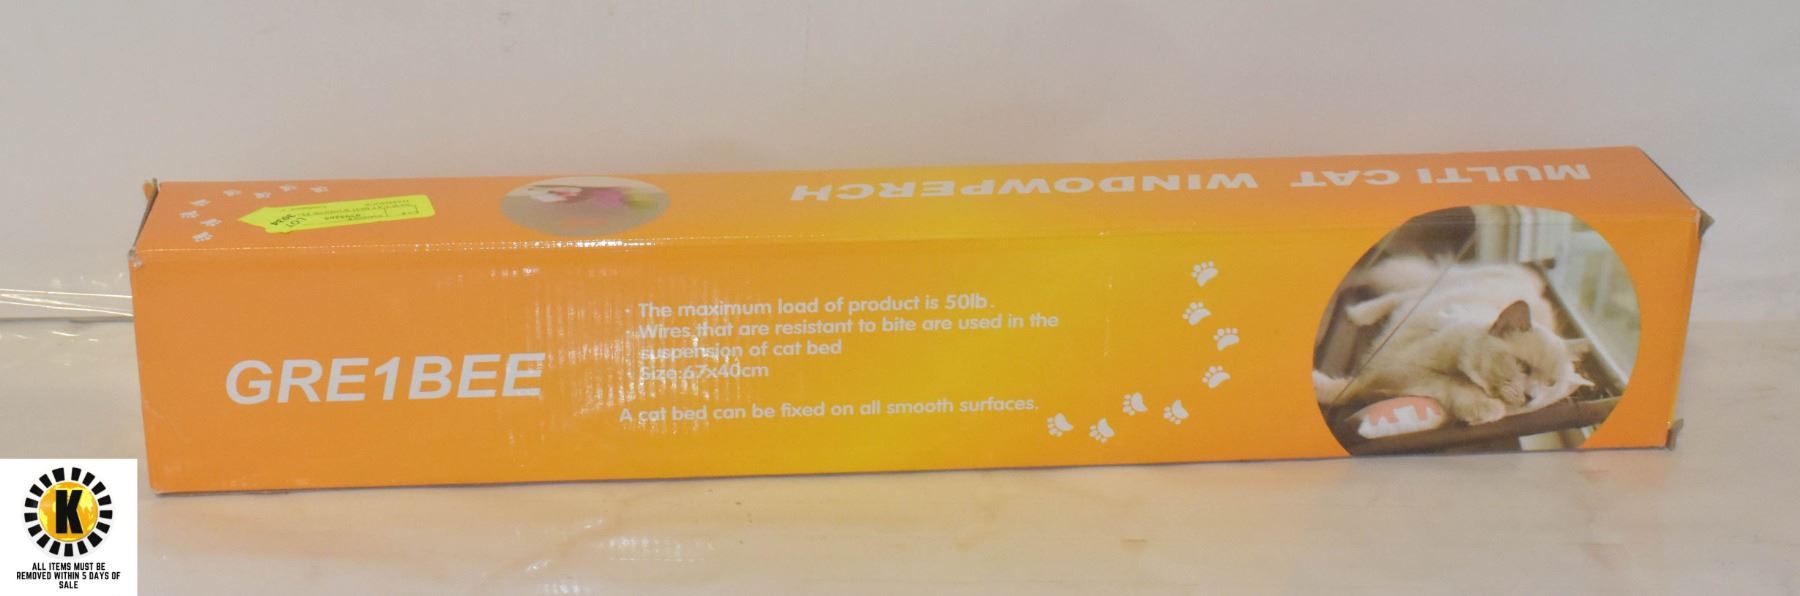 MULTI CAT WINDOWPERCH
LOT
3024
GRE1BEE
The maximum load of product is 50lb.
Wires that are resistant to bite are used in the
suspension of cat bed
Size:67x40cm
A cat bed can be fixed on all smooth surfaces.
K
ALL ITEMS MUST BE
REMOVED WITHIN 5 DAYS OF
SALE